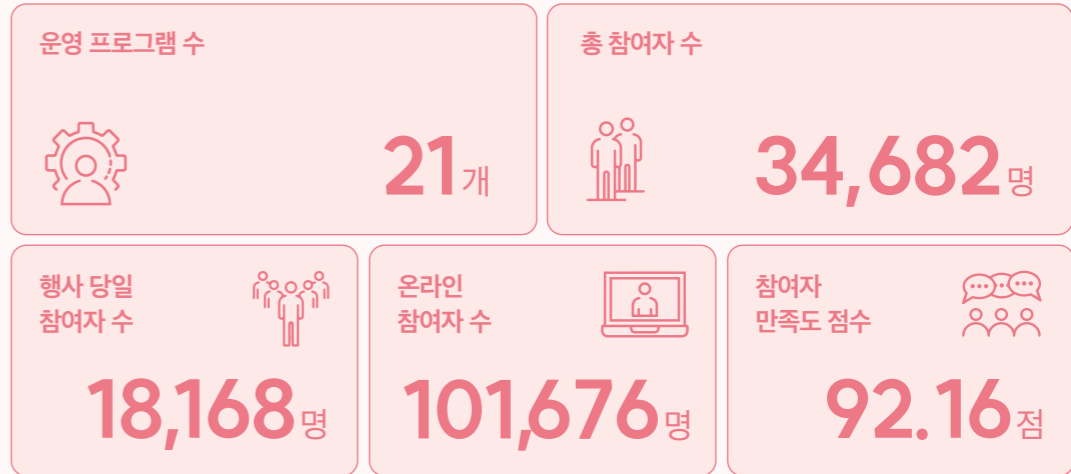 운영 프로그램 수
21개
총 참여자 수
34,682명
행사 당일
참여자 수
18,168명
온라인
참여자 수
101,676명
참여자
만족도 점수
92.16점